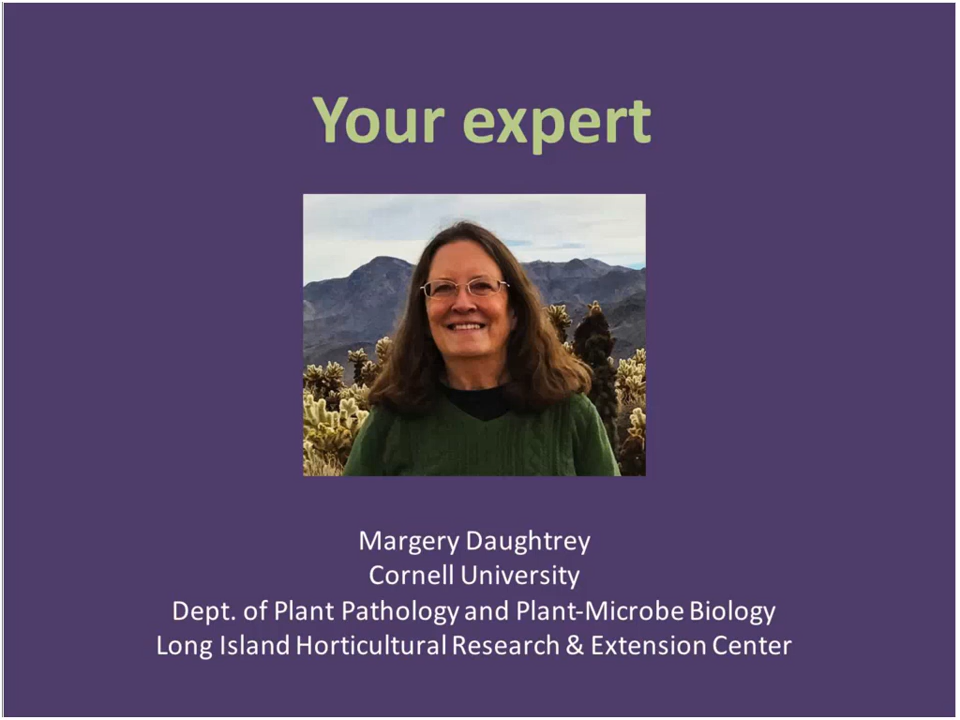 Your expert
Margery Daughtrey
Cornell University
Dept. of Plant Pathology and Plant-Microbe Biology
Long Island Horticultural Research & Extension Center